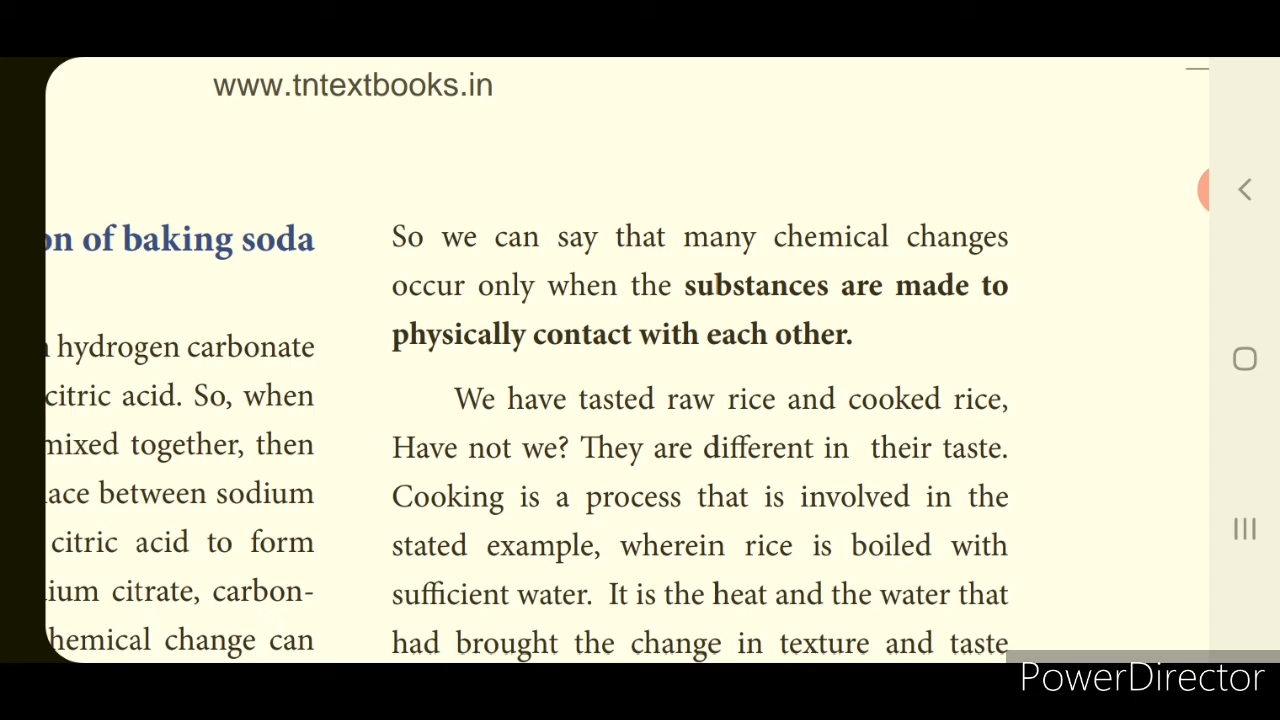 www.tntextbooks.in
on of baking soda
hydrogen carbonate
citric acid. So, when
mixed together, then
between sodium
citric acid to form
citrate, carbon-
chemical change can
So we can say that many chemical changes
occur only when the substances are made to
physically contact with each other.
We have tasted raw rice and cooked rice,
Have not we? They are different in their taste.
Cooking is a process that is involved in the
stated example, wherein rice is boiled with
sufficient water. It is the heat and the water that
had brought the change in texture and taste
PowerDirector